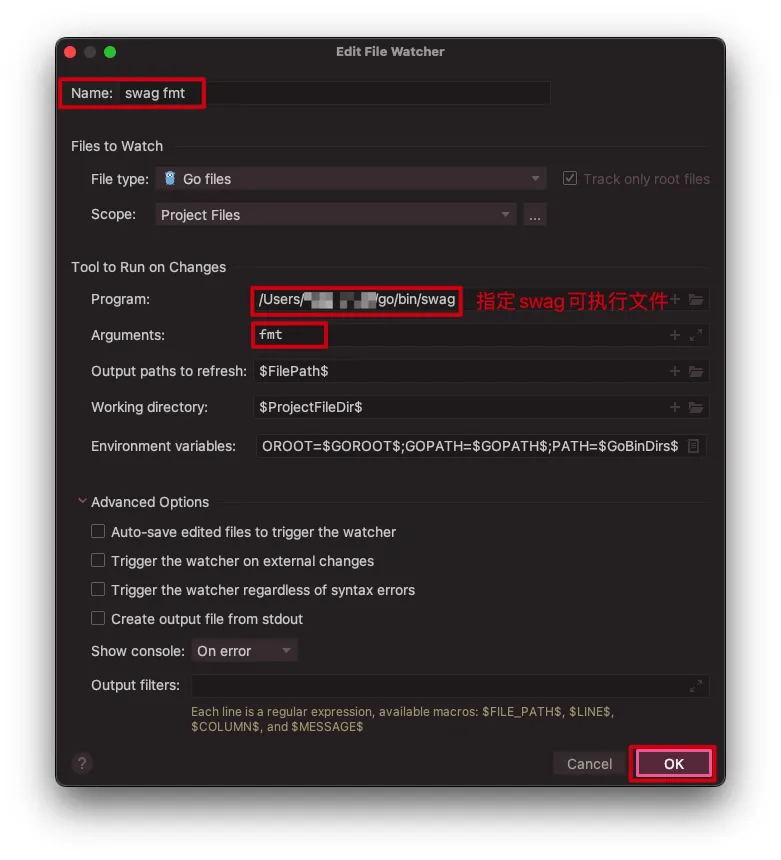 Edit File Watcher
Name: swag fmt
Files to Watch
File type: Go files Track only root files
Scope: Project Files ...
Tool to Run on Changes
Program: /Users/ /go/bin/swag 指定swag可执行文件
Arguments: fmt
Output paths to refresh: $FilePath$
Working directory: $ProjectFileDir$
Environment variables: OROOT=$GOROOT$;GOPATH=$GOPATH$;PATH=$GoBinDirs$
Advanced Options
Auto-save edited files to trigger the watcher
Trigger the watcher on external changes
Trigger the watcher regardless of syntax errors
Create output file from stdout
Show console: On error
Output filters:
Each line is a regular expression, available macros: $FILE_PATH$, $LINE$,
$COLUMN$, and $MESSAGE$
? Cancel OK